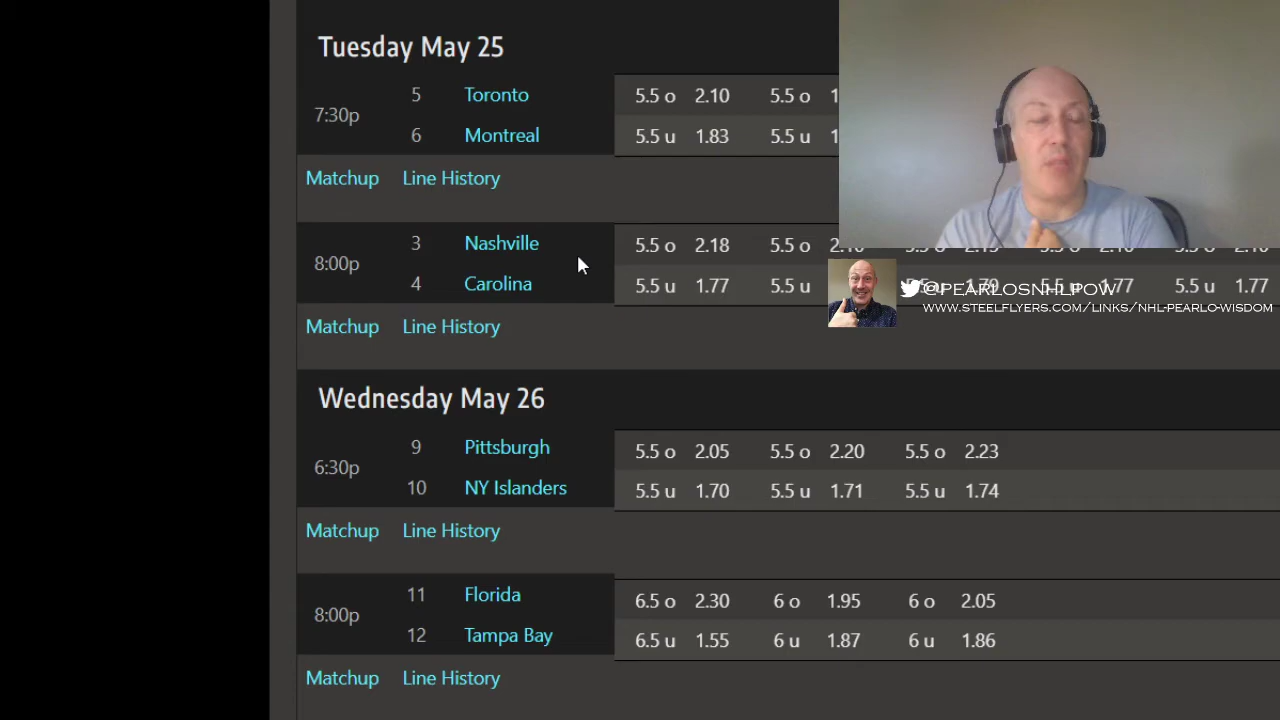 Tuesday May 25
7:30p
5 Toronto 5.5 o 2.10 5.5 o
6 Montreal 5.5 u 1.83 5.5 u
Matchup Line History
8:00p
3 Nashville 5.5 o 2.18 5.5 o
4 Carolina 5.5 u 1.77 5.5 u 5.5 u 1.77 5.5 u 1.77
@PEARLOSNHLPOW
WWW.STEELFLYERS.COM/LINKS/NHL-PEARLO-WISDOM
Matchup Line History
Wednesday May 26
6:30p
9 Pittsburgh 5.5 o 2.05 5.5 o 2.20 5.5 o 2.23
10 NY Islanders 5.5 u 1.70 5.5 u 1.71 5.5 u 1.74
Matchup Line History
8:00p
11 Florida 6.5 o 2.30 6 o 1.95 6 o 2.05
12 Tampa Bay 6.5 u 1.55 6 u 1.87 6 u 1.86
Matchup Line History